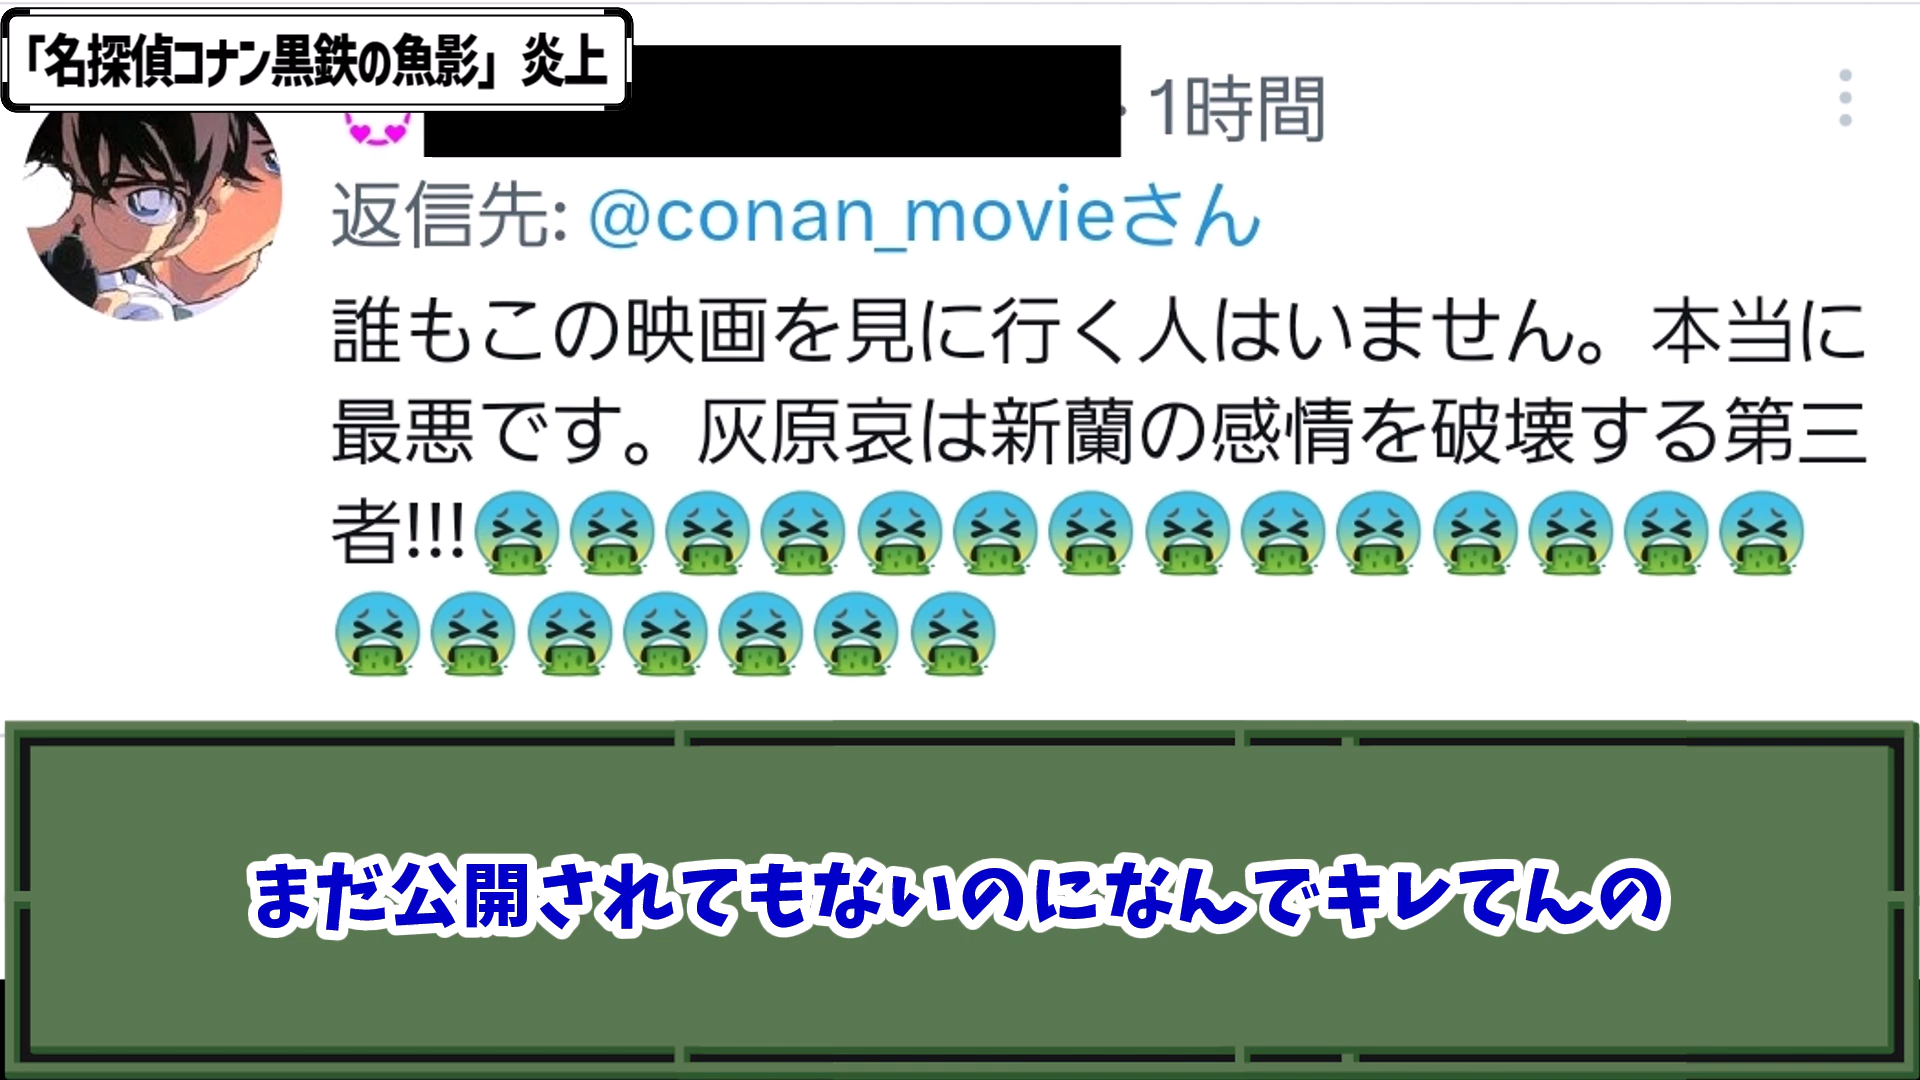 「名探偵コナン黒鉄の魚影」炎上
· 1時間
返信先: @conan_movieさん
誰もこの映画を見に行く人はいません。本当に
最悪です。灰原哀は新蘭の感情を破壊する第三
者!!!🤮🤮🤮🤮🤮🤮🤮🤮🤮🤮🤮🤮🤮🤮
🤮🤮🤮🤮🤮🤮🤮
まだ公開されてもないのになんでキレてんの